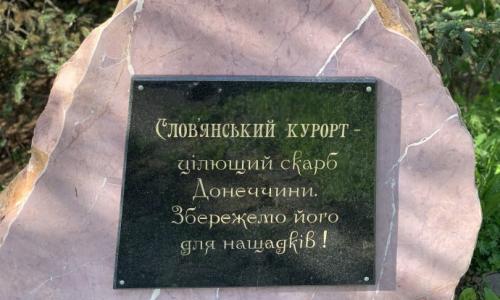 Слов'янський курорт -
цілющий скарб
Донеччини.
Збережемо його
для нащадків!